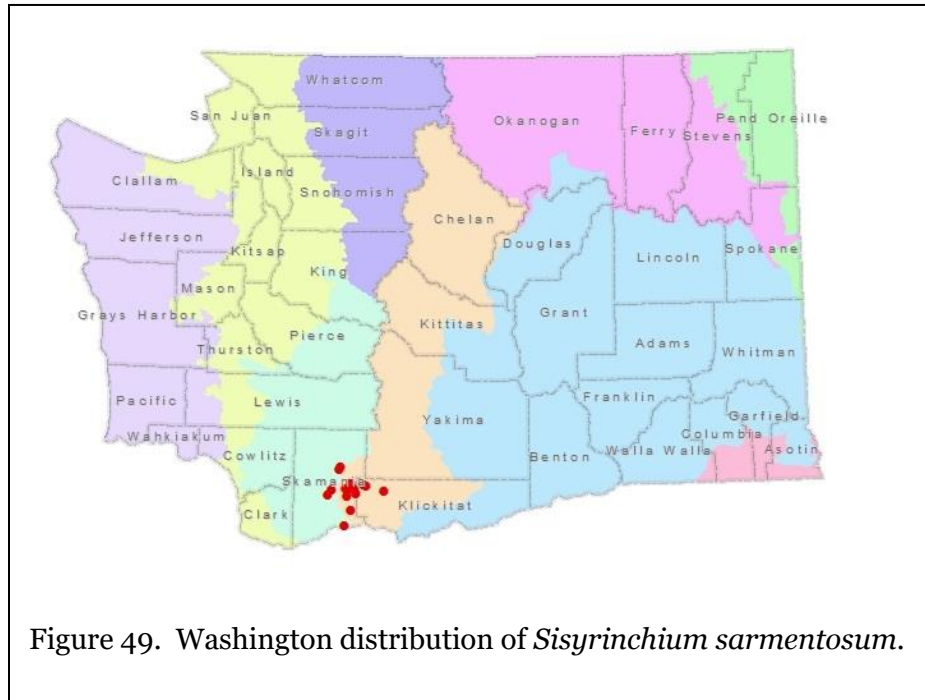 Whatcom
San Juan
Skagit
Okanogan
Ferry
Stevens
Pend Oreille
Island
Clallam
Snohomish
Chelan
Jefferson
Kitsap
Douglas
Lincoln
Spokane
King
Mason
Grays Harbor
Kittitas
Grant
Pierce
Thurston
Adams
Whitman
Pacific
Lewis
Franklin
Garfield
Yakima
Wahkiakum
Columbia
Walla Walla
Asotin
Cowlitz
Benton
Skamania
Clark
Klickitat
Figure 49. Washington distribution of Sisyrinchium sarmentosum.